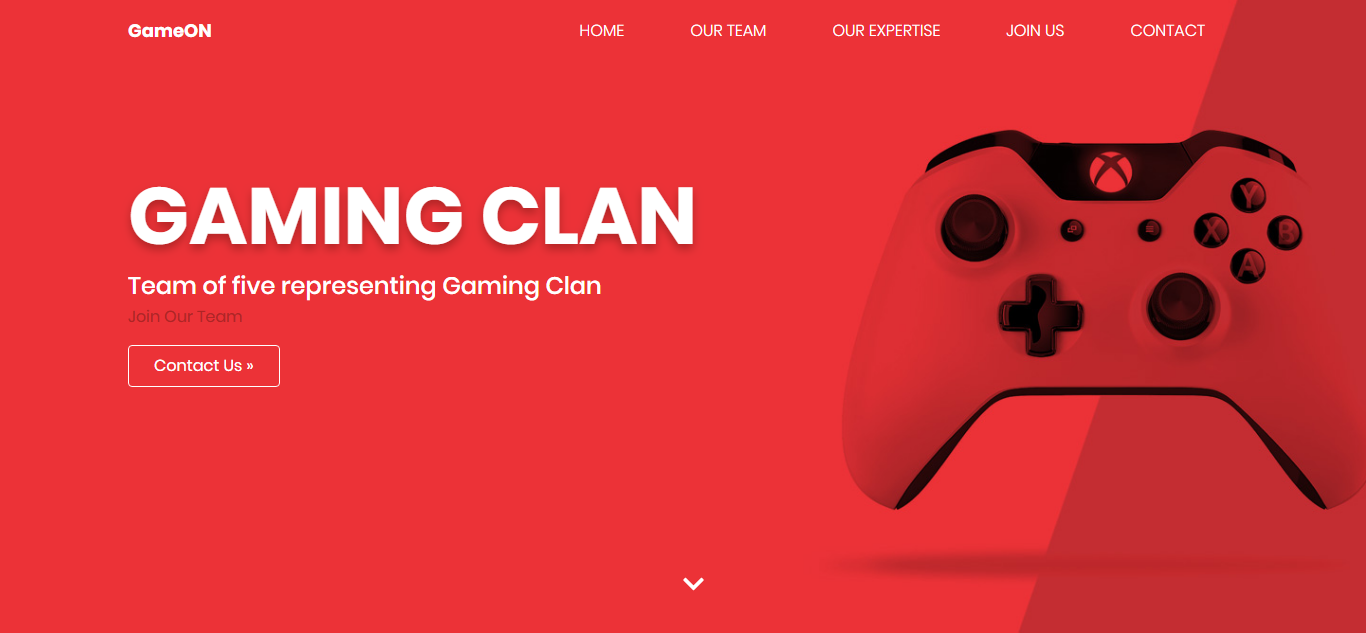 GameON
HOME OUR TEAM OUR EXPERTISE JOIN US CONTACT
GAMING CLAN
Team of five representing Gaming Clan
Join Our Team
Contact Us »
Y
X B
A